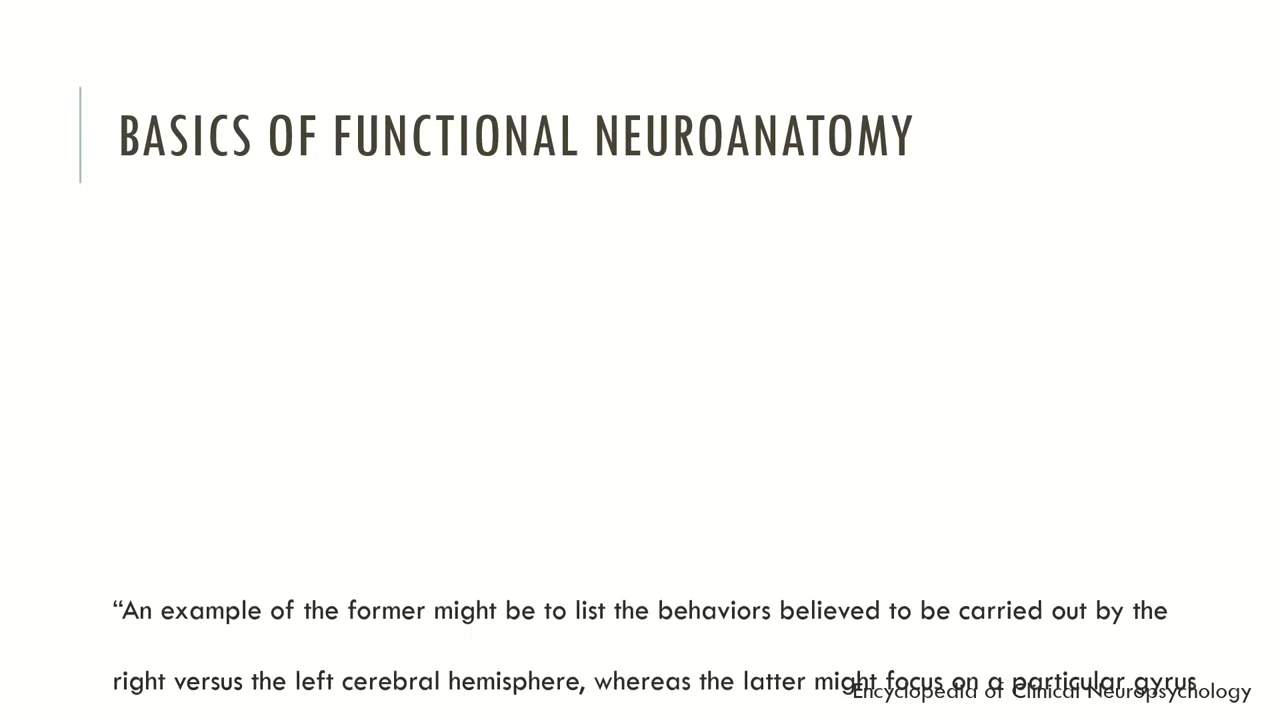 BASICS OF FUNCTIONAL NEUROANATOMY
“An example of the former might be to list the behaviors believed to be carried out by the
right versus the left cerebral hemisphere, whereas the latter might focus on a particular gyrus
Encyclopedia of Clinical Neuropsychology